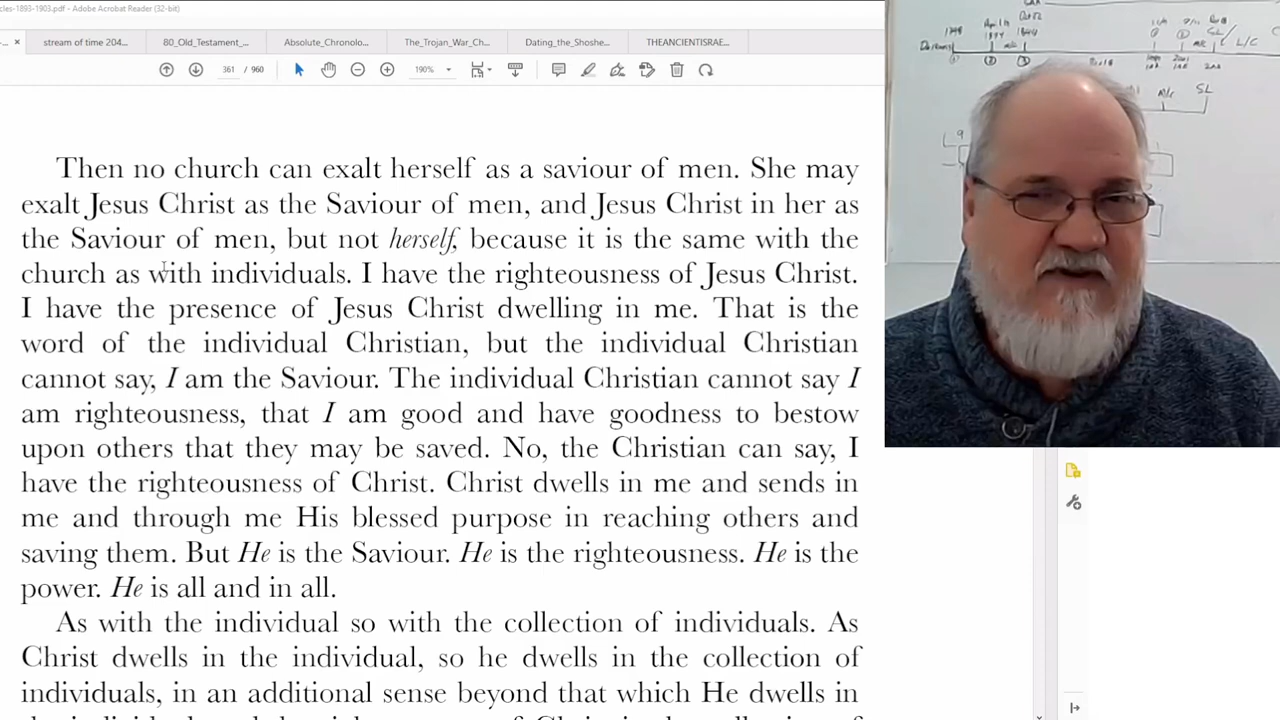 cles-1893-1903.pdf - Adobe Acrobat Reader (32-bit)
stream of time 204... 80_Old_Testament_... Absolute_Chronolo... The_Trojan_War_Ch... Dating_the_Shoshe... THEANCIENTISRAE...
361 / 960 190%
Then no church can exalt herself as a saviour of men. She may
exalt Jesus Christ as the Saviour of men, and Jesus Christ in her as
the Saviour of men, but not herself, because it is the same with the
church as with individuals. I have the righteousness of Jesus Christ.
I have the presence of Jesus Christ dwelling in me. That is the
word of the individual Christian, but the individual Christian
cannot say, I am the Saviour. The individual Christian cannot say I
am righteousness, that I am good and have goodness to bestow
upon others that they may be saved. No, the Christian can say, I
have the righteousness of Christ. Christ dwells in me and sends in
me and through me His blessed purpose in reaching others and
saving them. But He is the Saviour. He is the righteousness. He is the
power. He is all and in all.
As with the individual so with the collection of individuals. As
Christ dwells in the individual, so he dwells in the collection of
individuals, in an additional sense beyond that which He dwells in
L/C
SL